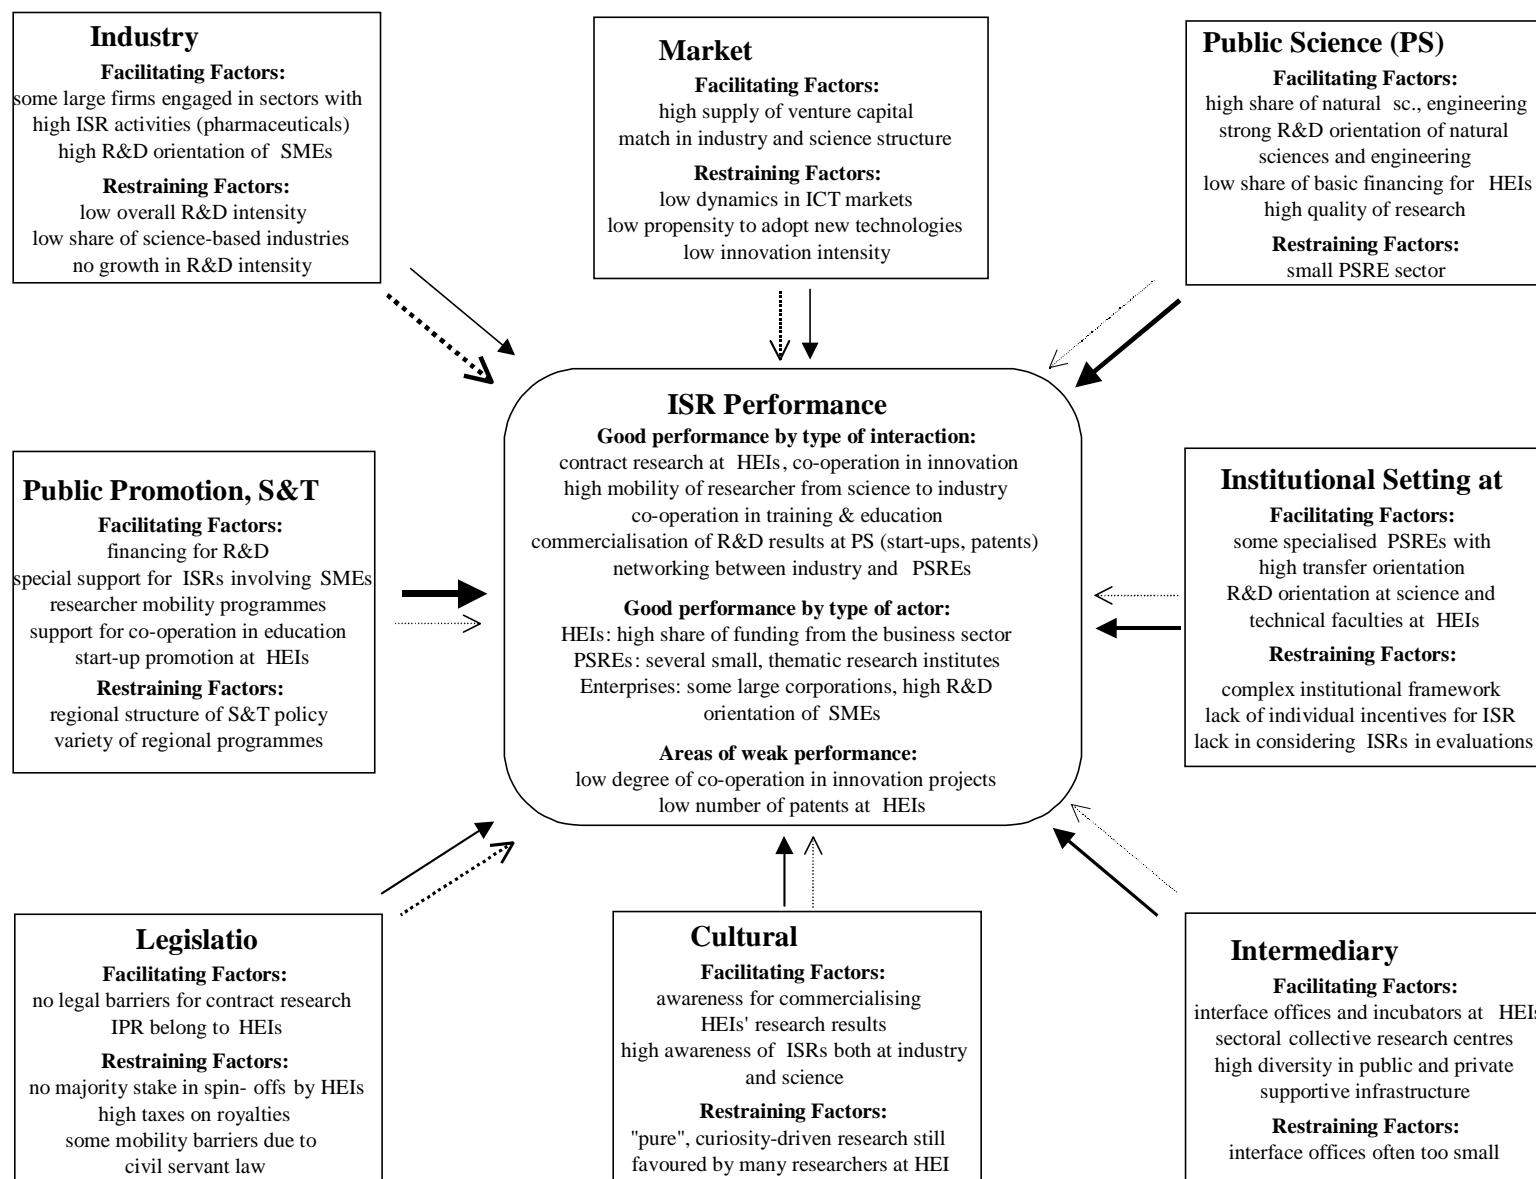 Industry
Facilitating Factors:
some large firms engaged in sectors with
high ISR activities (pharmaceuticals)
high R&D orientation of SMEs
Restraining Factors:
low overall R&D intensity
low share of science-based industries
no growth in R&D intensity
Market
Facilitating Factors:
high supply of venture capital
match in industry and science structure
Restraining Factors:
low dynamics in ICT markets
low propensity to adopt new technologies
low innovation intensity
Public Science (PS)
Facilitating Factors:
high share of natural sc., engineering
strong R&D orientation of natural
sciences and engineering
low share of basic financing for HEIs
high quality of research
Restraining Factors:
small PSRE sector
Public Promotion, S&T
Facilitating Factors:
financing for R&D
special support for ISRs involving SMEs
researcher mobility programmes
support for co-operation in education
start-up promotion at HEIs
Restraining Factors:
regional structure of S&T policy
variety of regional programmes
ISR Performance
Good performance by type of interaction:
contract research at HEIs, co-operation in innovation
high mobility of researcher from science to industry
co-operation in training & education
commercialisation of R&D results at PS (start-ups, patents)
networking between industry and PSREs
Good performance by type of actor:
HEIs: high share of funding from the business sector
PSREs: several small, thematic research institutes
Enterprises: some large corporations, high R&D
orientation of SMEs
Areas of weak performance:
low degree of co-operation in innovation projects
low number of patents at HEIs
Institutional Setting at
Facilitating Factors:
some specialised PSREs with
high transfer orientation
R&D orientation at science and
technical faculties at HEIs
Restraining Factors:
complex institutional framework
lack of individual incentives for ISR
lack in considering ISRs in evaluations
Legislatio
Facilitating Factors:
no legal barriers for contract research
IPR belong to HEIs
Restraining Factors:
no majority stake in spin- offs by HEIs
high taxes on royalties
some mobility barriers due to
civil servant law
Cultural
Facilitating Factors:
awareness for commercialising
HEIs' research results
high awareness of ISRs both at industry
and science
Restraining Factors:
"pure", curiosity-driven research still
favoured by many researchers at HEI
Intermediary
Facilitating Factors:
interface offices and incubators at HEIs
sectoral collective research centres
high diversity in public and private
supportive infrastructure
Restraining Factors:
interface offices often too small